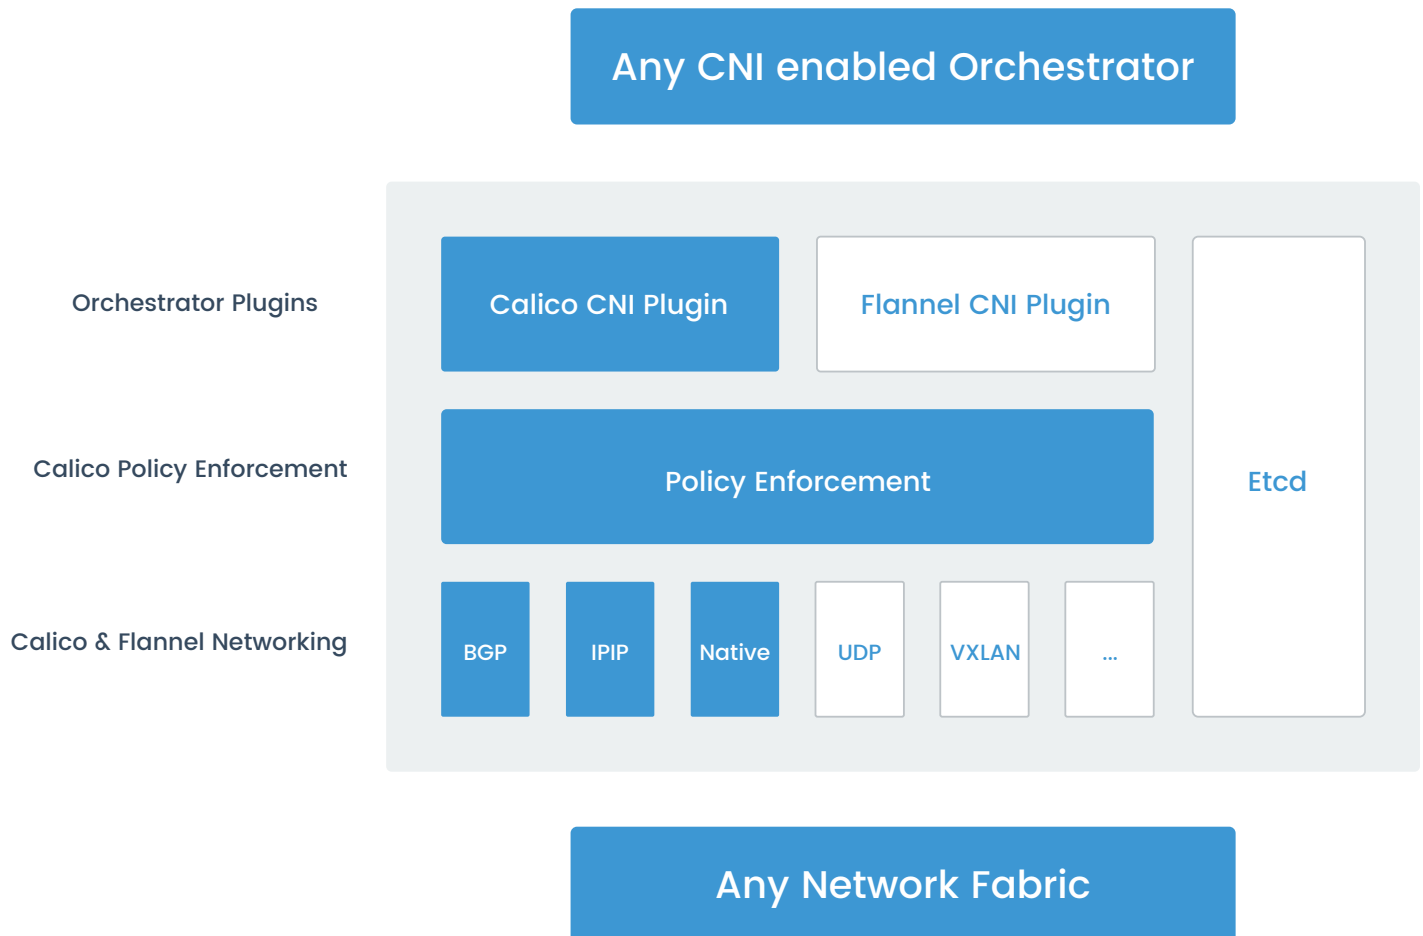 Any CNI enabled Orchestrator
Orchestrator Plugins
Calico CNI Plugin
Flannel CNI Plugin
Calico Policy Enforcement
Policy Enforcement
Etcd
Calico & Flannel Networking
BGP
IPIP
Native
UDP
VXLAN
...
Any Network Fabric